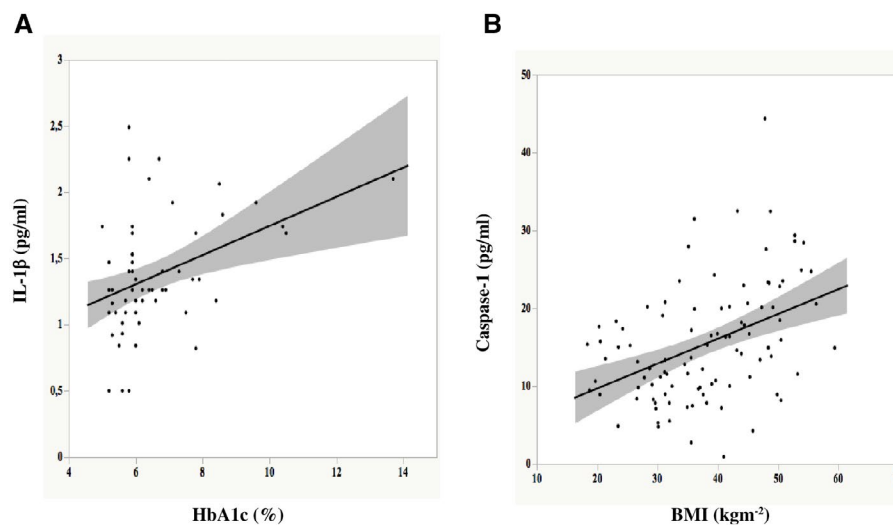 A
IL-1β (pg/ml)
3
2,5
2
1,5
1
0,5
0
4 6 8 10 12 14
HbA1c (%)
B
Caspase-1 (pg/ml)
50
40
30
20
10
0
10 20 30 40 50 60
BMI (kgm⁻²)